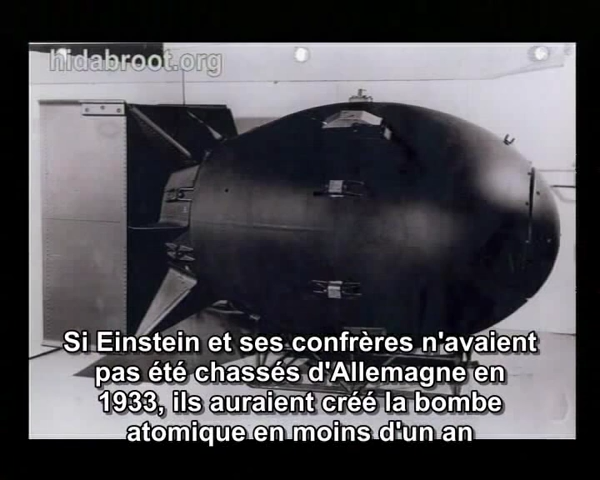 hidabroot.org
Si Einstein et ses confrères n'avaient
pas été chassés d'Allemagne en
1933, ils auraient créé la bombe
atomique en moins d'un an